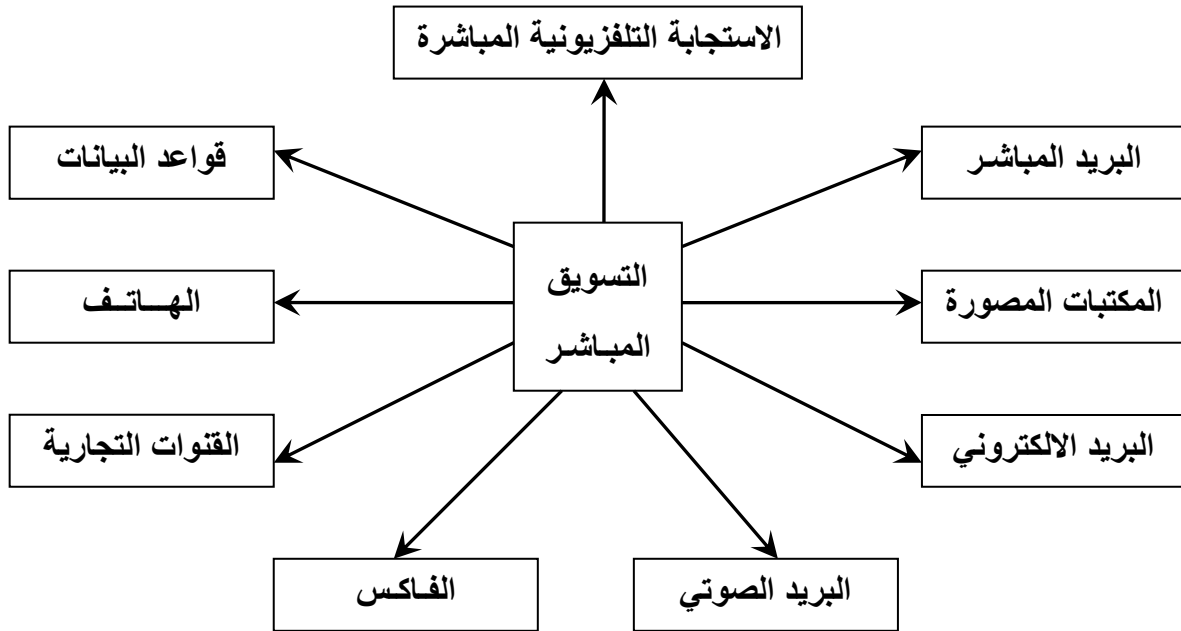 الاستجابة التلفزيونية المباشرة
البريد المباشر
قواعد البيانات
التسويق
المباشر
المكتبات المصورة
الهاتف
البريد الالكتروني
القنوات التجارية
البريد الصوتي
الفاكس